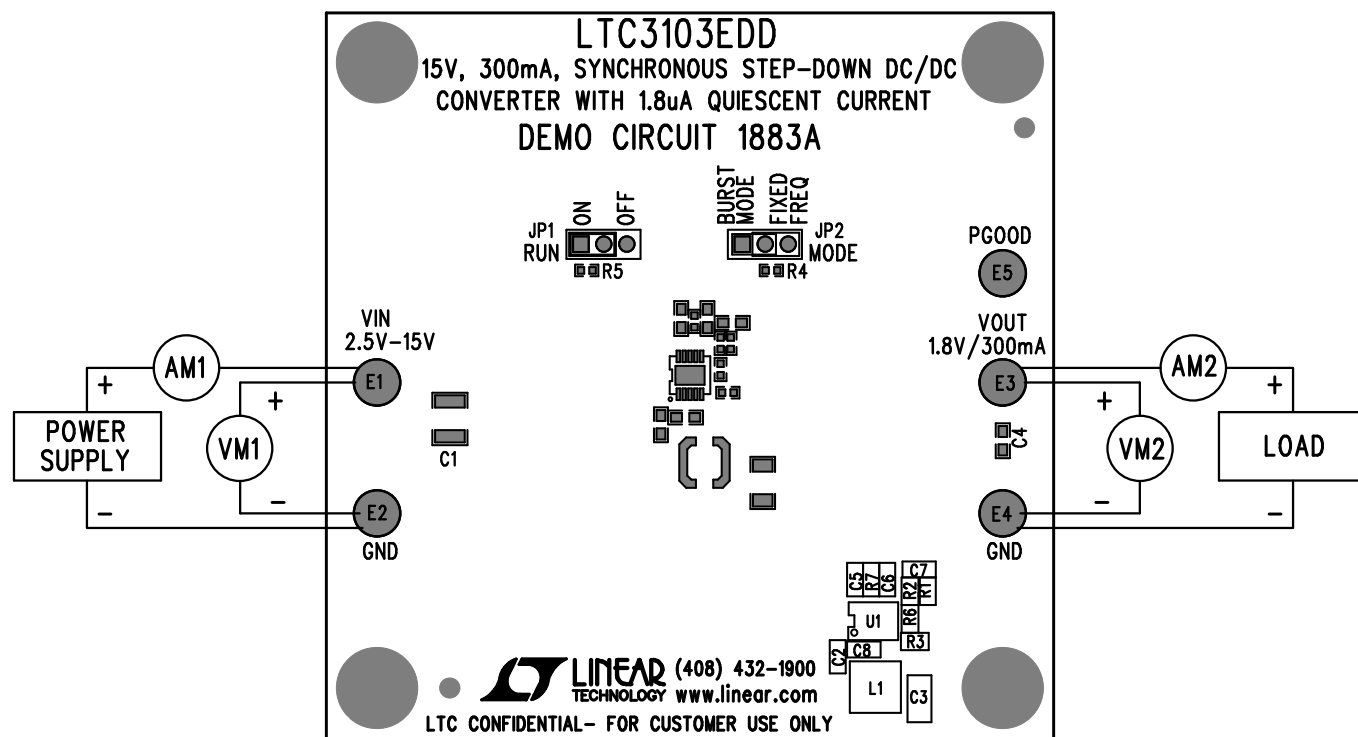 LTC3103EDD
15V, 300mA, SYNCHRONOUS STEP-DOWN DC/DC
CONVERTER WITH 1.8uA QUIESCENT CURRENT
DEMO CIRCUIT 1883A
ON
OFF
BURST
MODE
FIXED
FREQ
JP1
RUN
R5
JP2
MODE
R4
PGOOD
E5
VIN
2.5V-15V
VOUT
1.8V/300mA
AM1
E1
E3
AM2
+
+
+
+
POWER
SUPPLY
VM1
C1
C4
VM2
LOAD
-
-
-
-
E2
GND
E4
GND
C5
R7
C6
C7
R2
R1
U1
R6
R3
C2
C8
L1
C3
LINEAR
TECHNOLOGY
(408) 432-1900
www.linear.com
LTC CONFIDENTIAL- FOR CUSTOMER USE ONLY